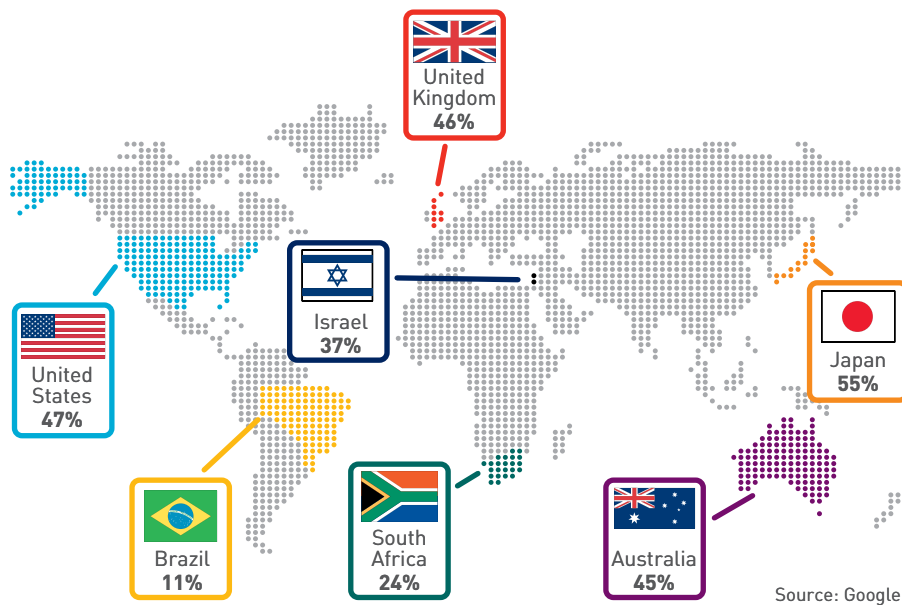 United
Kingdom
46%
Israel
37%
United
States
47%
Japan
55%
Brazil
11%
South
Africa
24%
Australia
45%
Source: Google